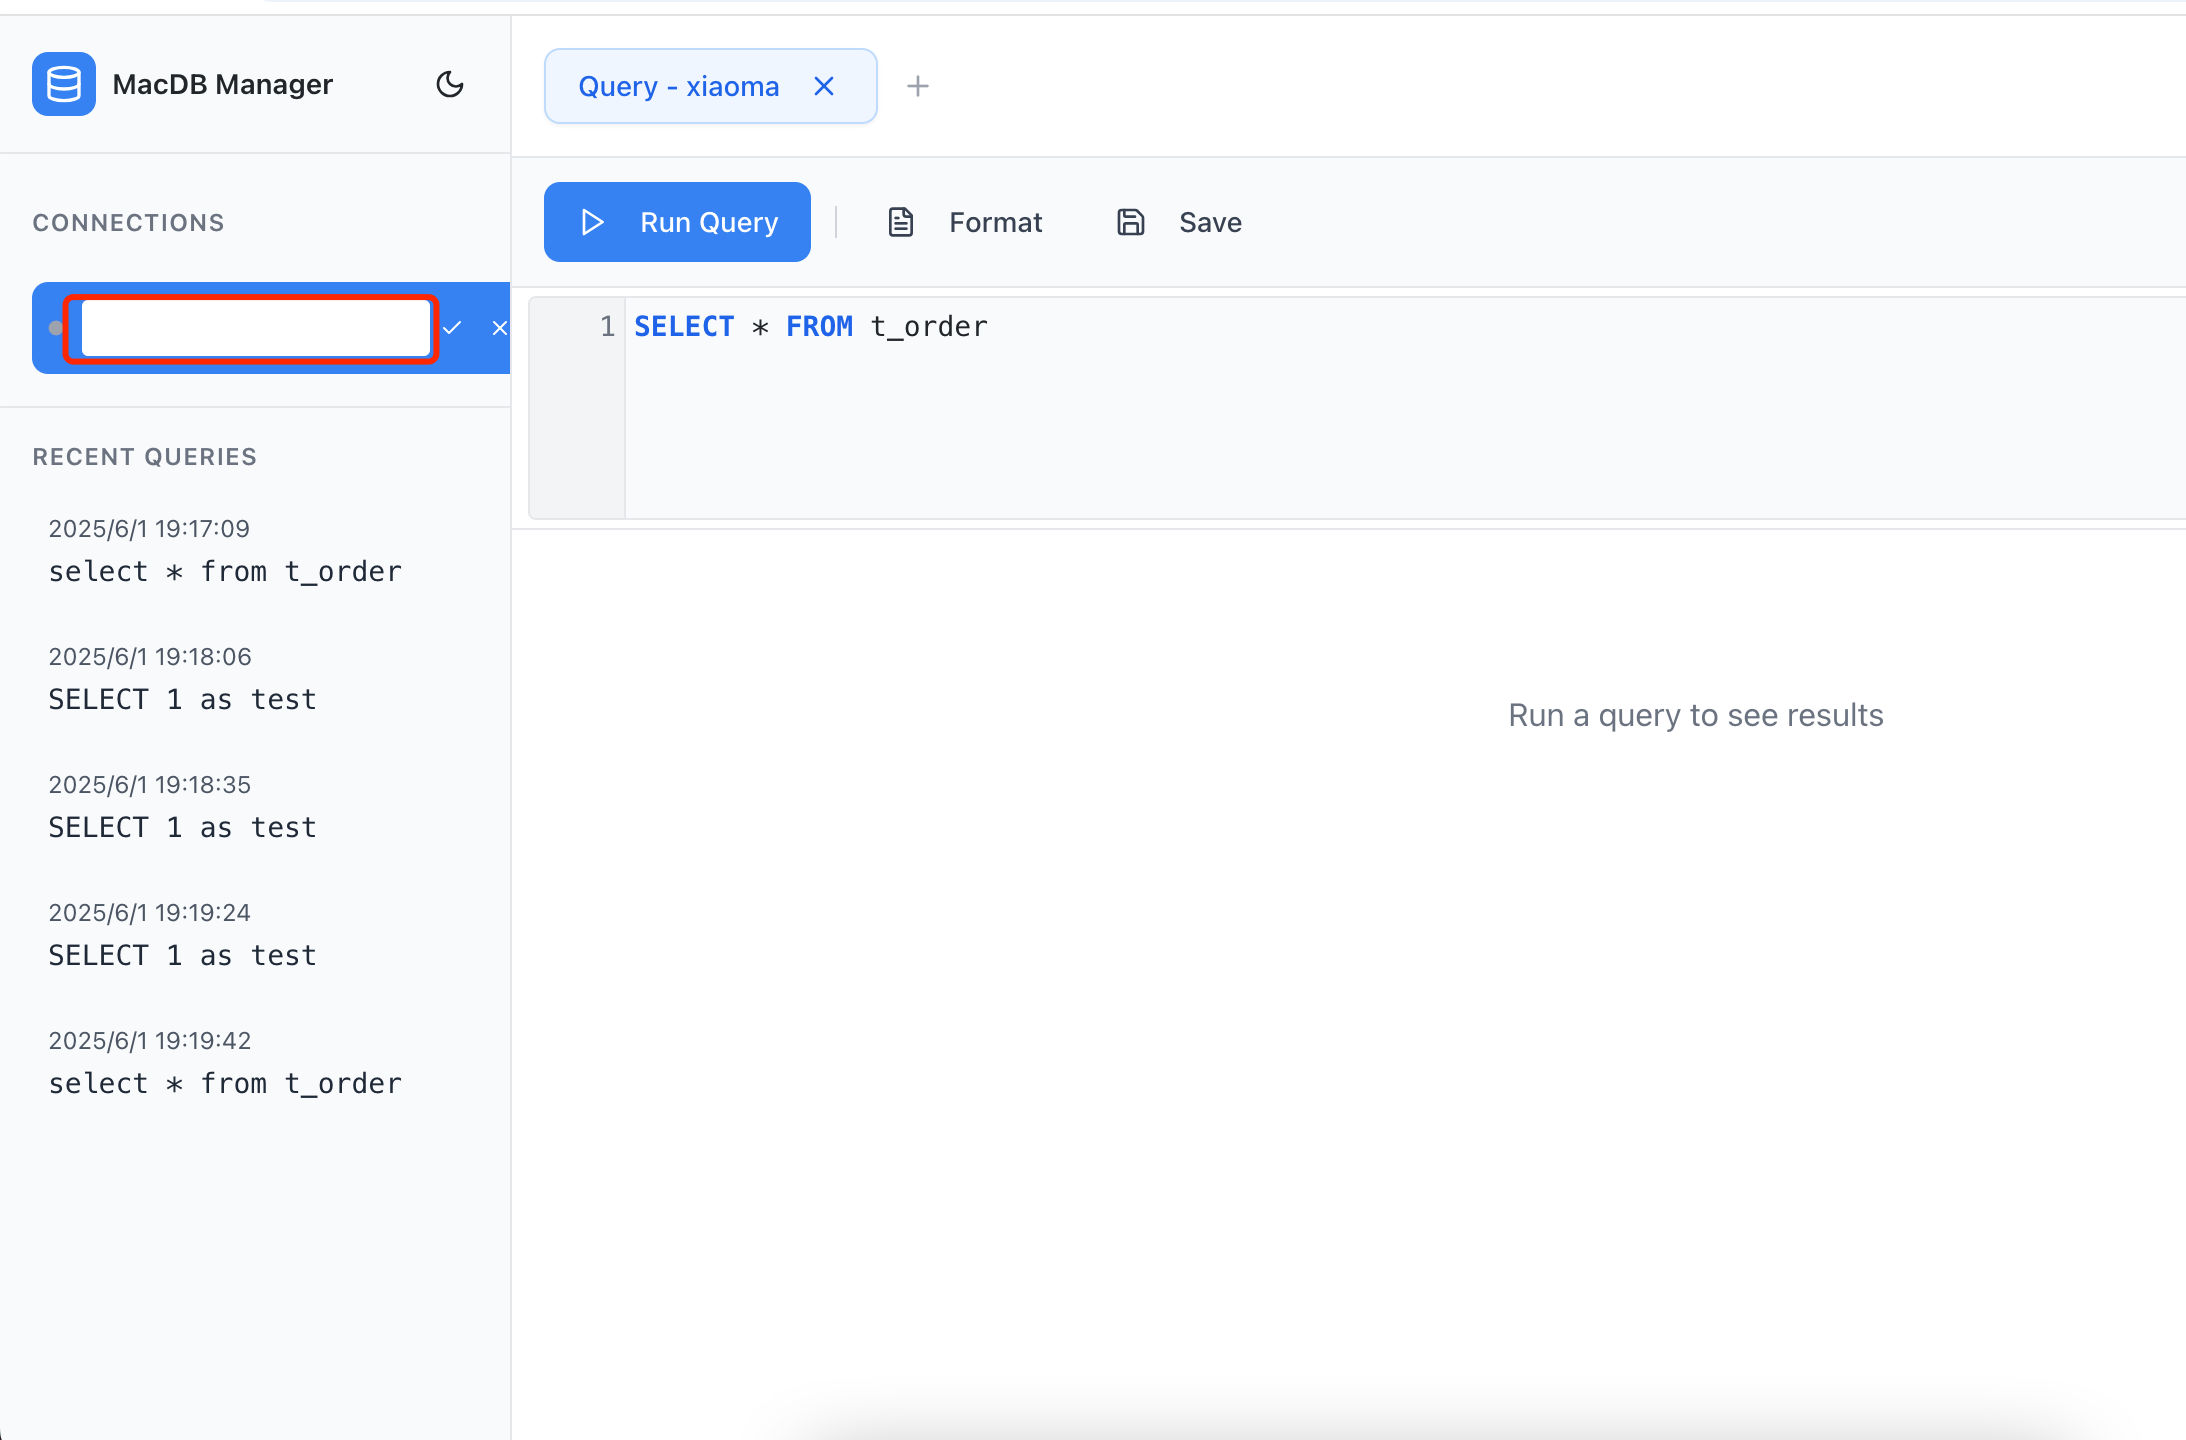 MacDB Manager
CONNECTIONS
RECENT QUERIES
2025/6/1 19:17:09
select * from t_order
2025/6/1 19:18:06
SELECT 1 as test
2025/6/1 19:18:35
SELECT 1 as test
2025/6/1 19:19:24
SELECT 1 as test
2025/6/1 19:19:42
select * from t_order
Query - xiaoma
Run Query
Format
Save
1 SELECT * FROM t_order
Run a query to see results